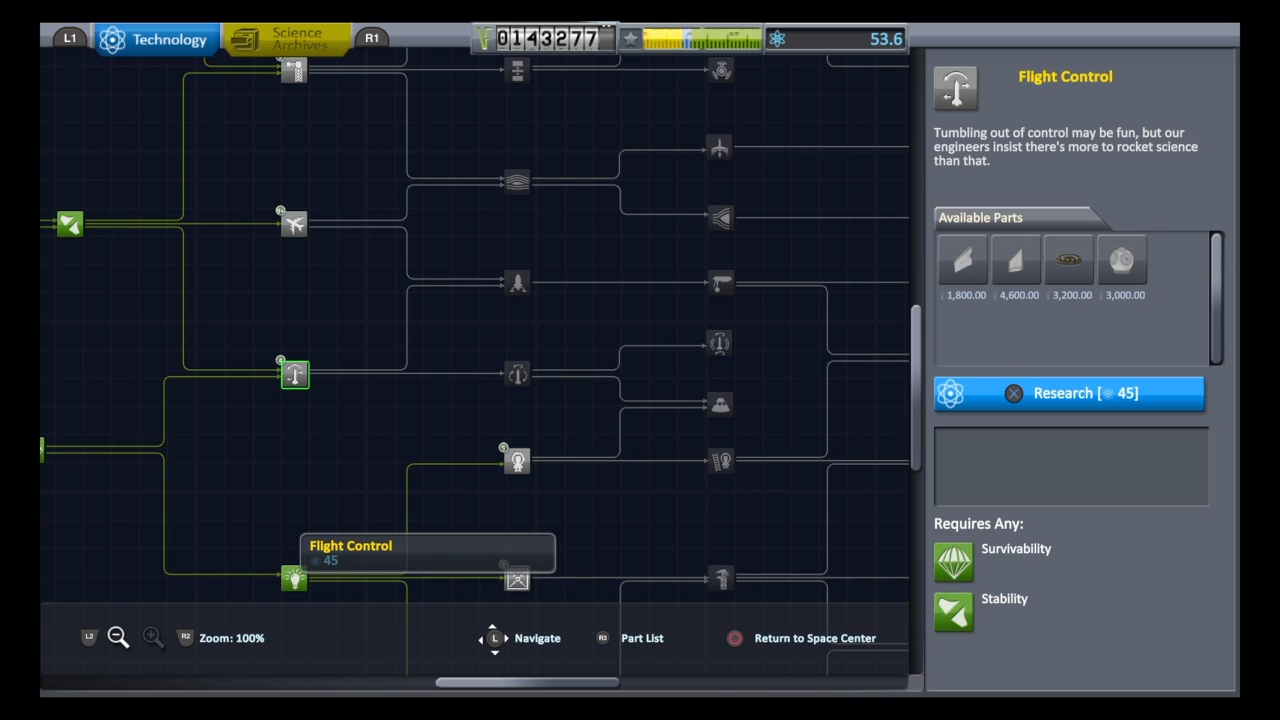 L1
Technology
Science
Archives
R1
0143277
53.6
Flight Control
Tumbling out of control may be fun, but our
engineers insist there's more to rocket science
than that.
Available Parts
1,800.00
4,600.00
3,200.00
3,000.00
Research [ 45]
Requires Any:
Survivability
Stability
Flight Control
45
L2
R2
Zoom: 100%
L
Navigate
R3
Part List
Return to Space Center